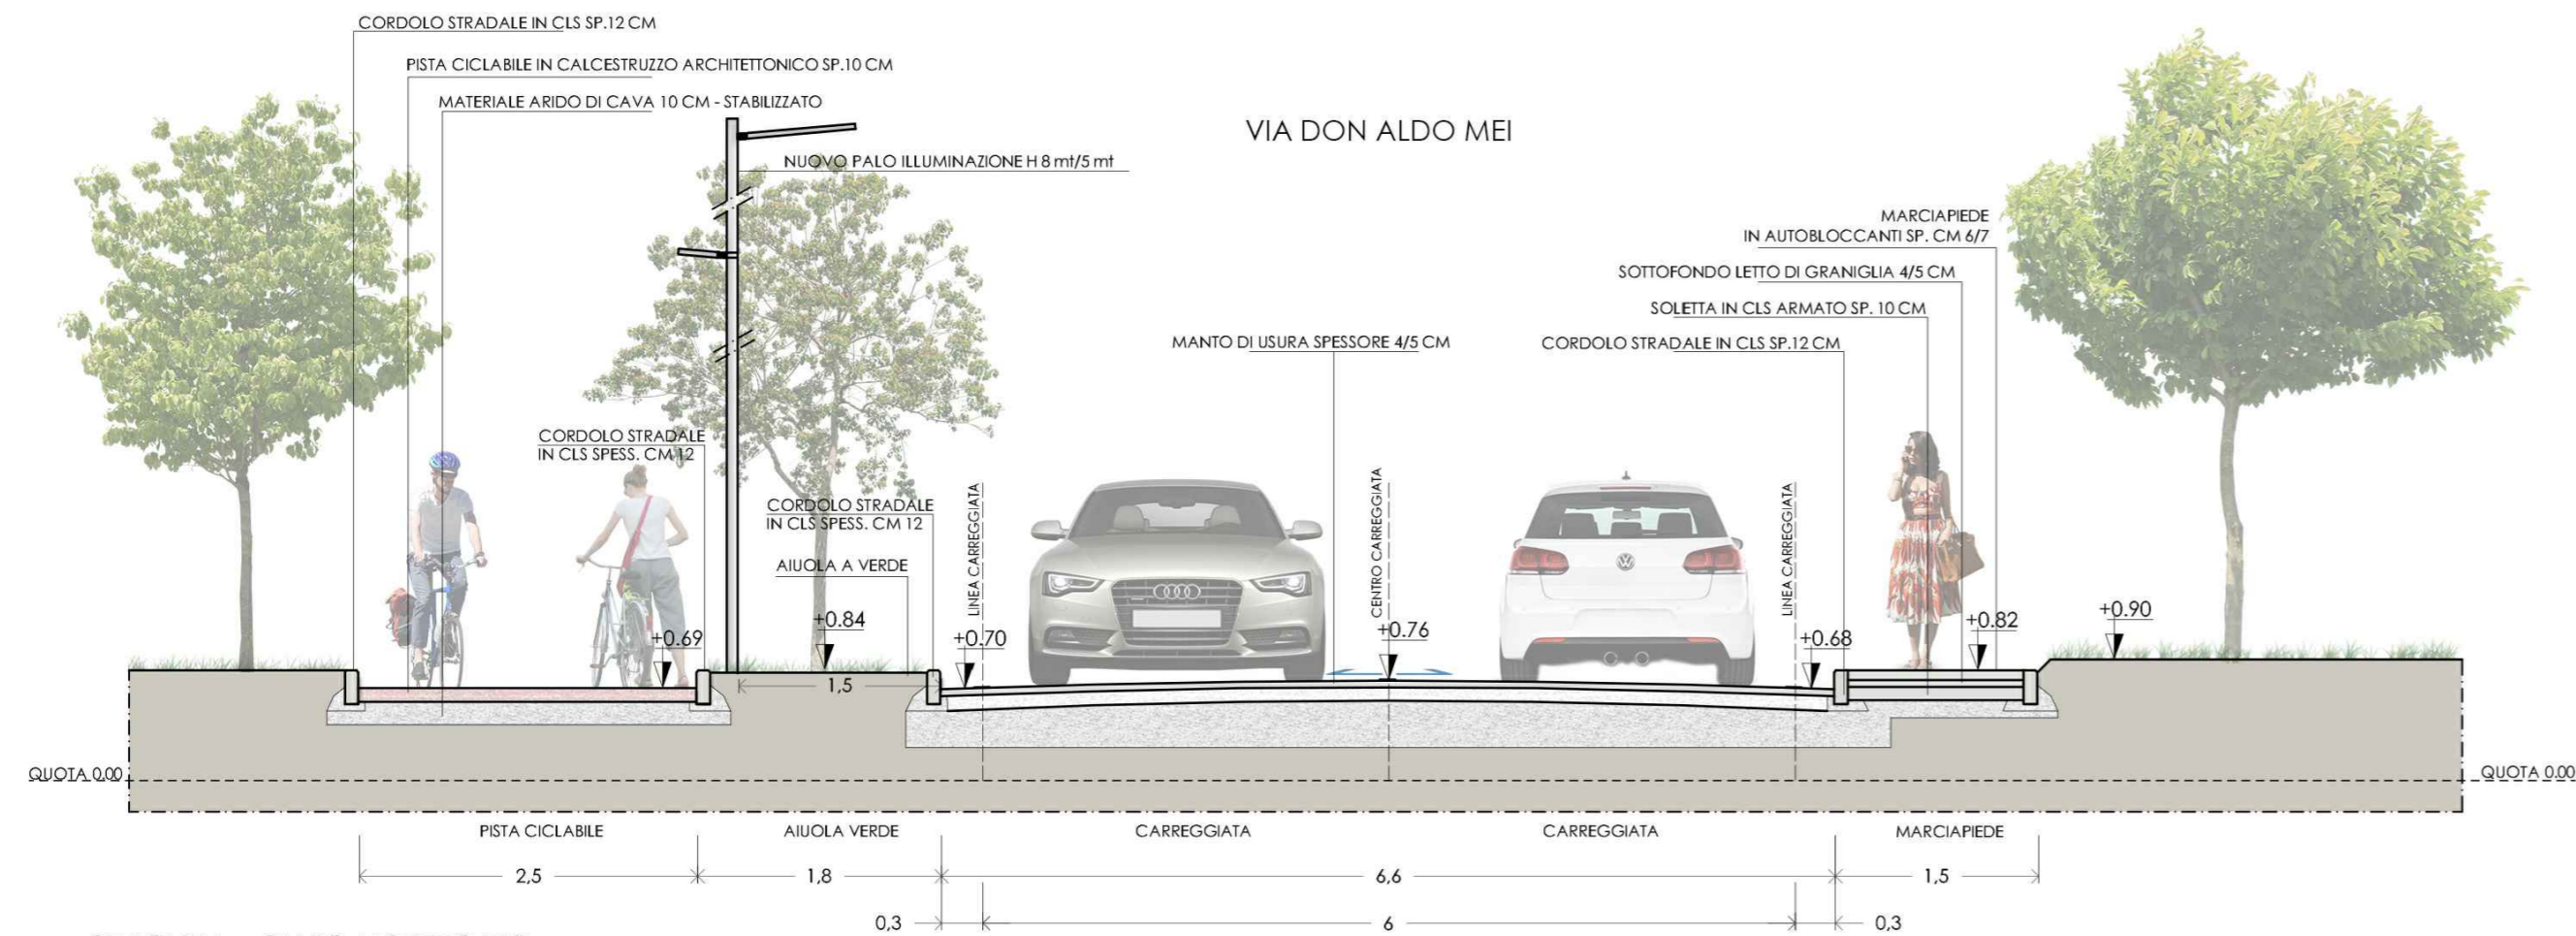 CORDOLO STRADALE IN CLS SP.12 CM
PISTA CICLABILE IN CALCESTRUZZO ARCHITETTONICO SP.10 CM
MATERIALE ARIDO DI CAVA 10 CM - STABILIZZATO
VIA DON ALDO MEI
NUOVO PALO ILLUMINAZIONE H 8 mt/5 mt
MARCIAPIEDE
IN AUTOBLOCCANTI SP. CM 6/7
SOTTOFONDO LETTO DI GRANIGLIA 4/5 CM
SOLETTA IN CLS ARMATO SP. 10 CM
MANTO DI USURA SPESSORE 4/5 CM
CORDOLO STRADALE IN CLS SP.12 CM
CORDOLO STRADALE
IN CLS SPESS. CM 12
CORDOLO STRADALE
IN CLS SPESS. CM 12
AIUOLA A VERDE
LINEA CARREGGIATA
CENTRO CARREGGIATA
LINEA CARREGGIATA
+0.69
+0.84
+0.70
+0.76
+0.68
+0.82
+0.90
1,5
QUOTA 0.00
QUOTA 0.00
PISTA CICLABILE
AIUOLA VERDE
CARREGGIATA
CARREGGIATA
MARCIAPIEDE
2,5
1,8
6,6
1,5
0,3
6
0,3